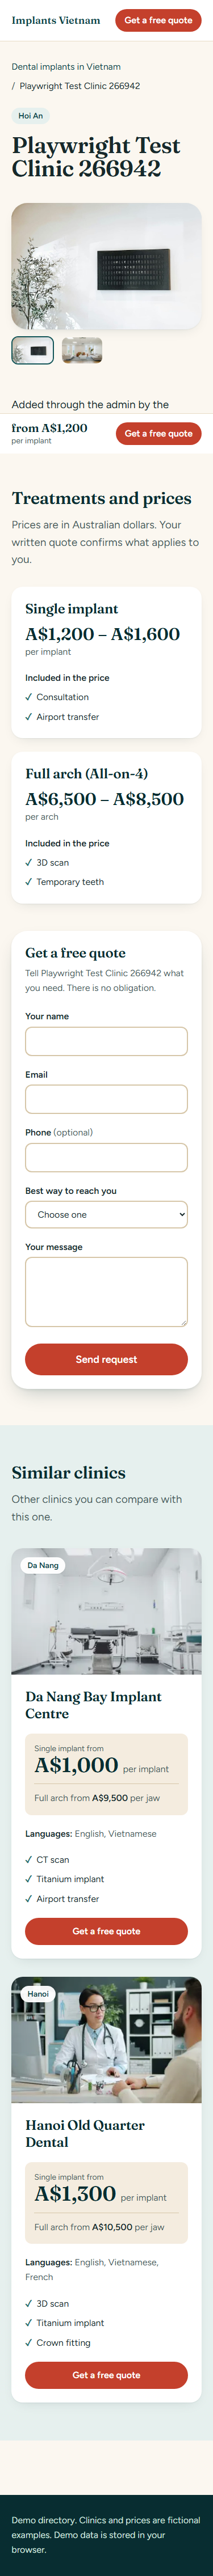 Implants Vietnam
Get a free quote
Dental implants in Vietnam
/ Playwright Test Clinic 266942
Hoi An
Playwright Test
Clinic 266942
Added through the admin by the
from A$1,200
per implant
Get a free quote
Treatments and prices
Prices are in Australian dollars. Your
written quote confirms what applies to
you.
Single implant
A$1,200 – A$1,600
per implant
Included in the price
✓ Consultation
✓ Airport transfer
Full arch (All-on-4)
A$6,500 – A$8,500
per arch
Included in the price
✓ 3D scan
✓ Temporary teeth
Get a free quote
Tell Playwright Test Clinic 266942 what
you need. There is no obligation.
Your name
Email
Phone (optional)
Best way to reach you
Choose one
Your message
Send request
Similar clinics
Other clinics you can compare with
this one.
Da Nang
Da Nang Bay Implant
Centre
Single implant from
A$1,000 per implant
Full arch from A$9,500 per jaw
Languages: English, Vietnamese
✓ CT scan
✓ Titanium implant
✓ Airport transfer
Get a free quote
Hanoi
Hanoi Old Quarter
Dental
Single implant from
A$1,300 per implant
Full arch from A$10,500 per jaw
Languages: English, Vietnamese,
French
✓ 3D scan
✓ Titanium implant
✓ Crown fitting
Get a free quote
Demo directory. Clinics and prices are fictional
examples. Demo data is stored in your
browser.